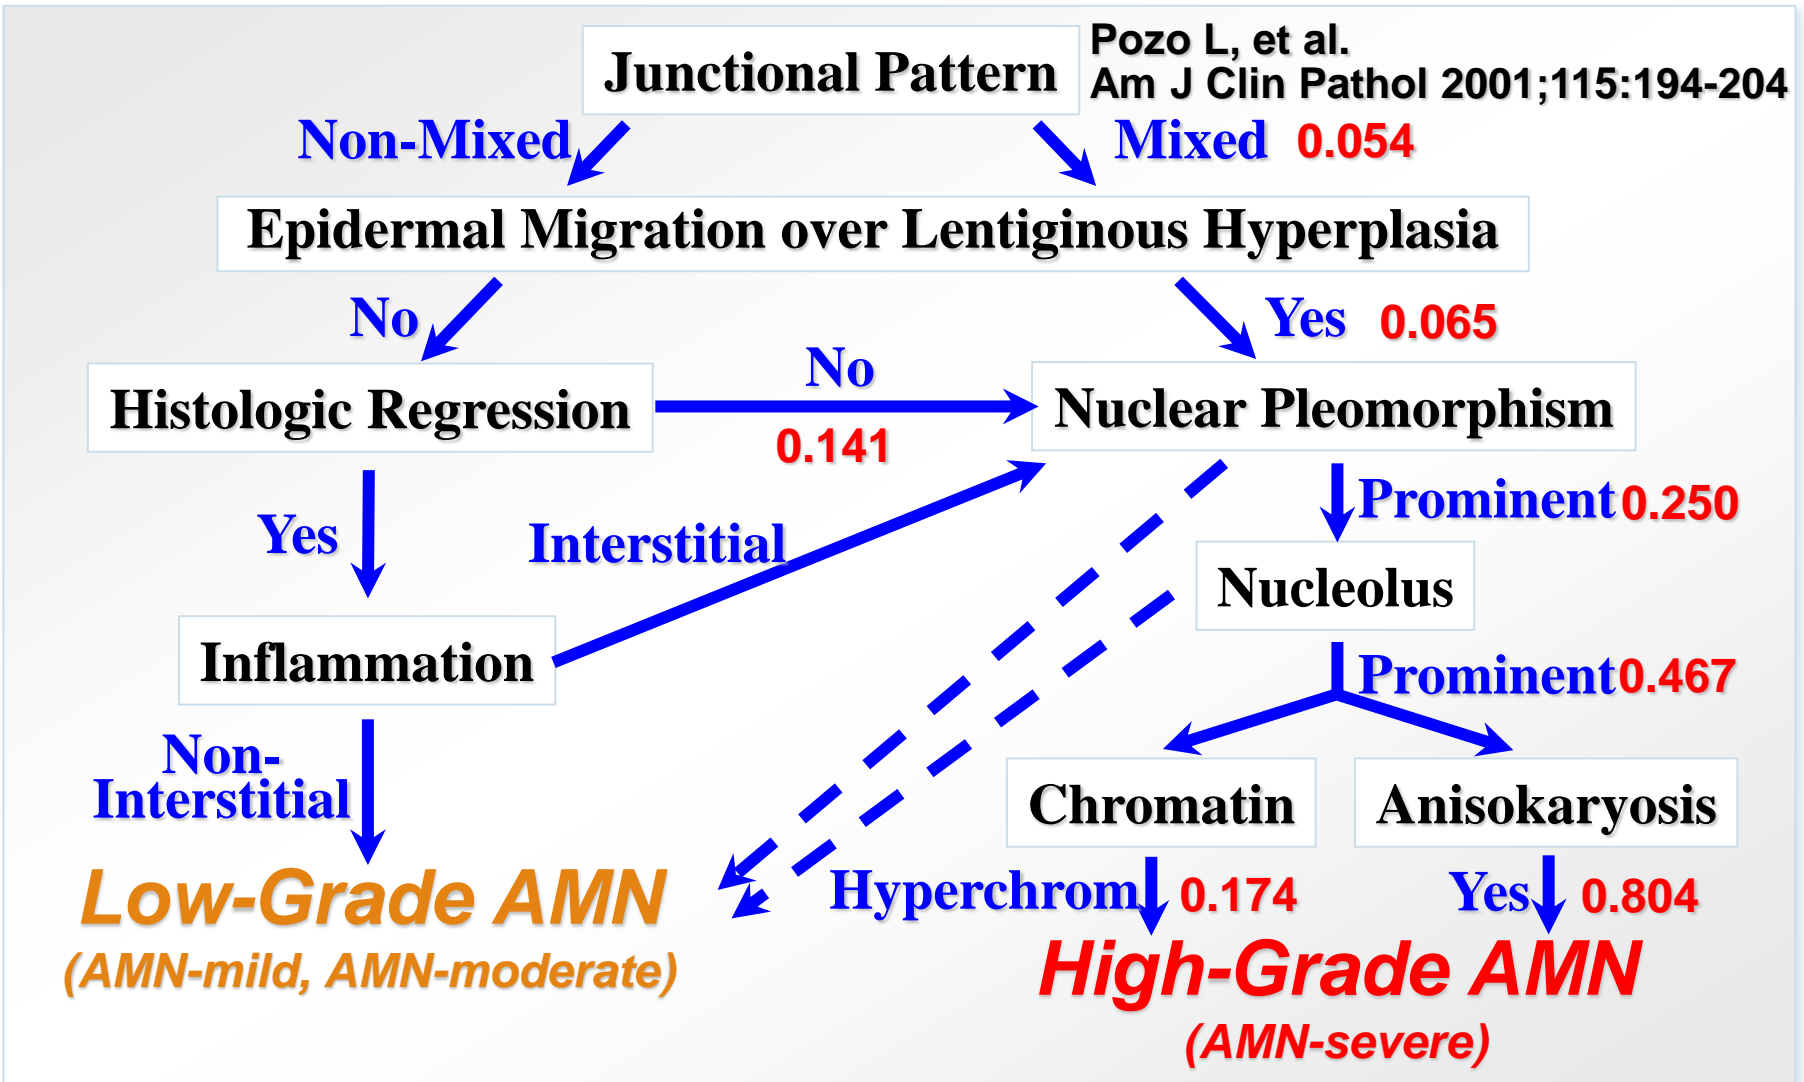 Junctional Pattern
Pozo L, et al.
Am J Clin Pathol 2001;115:194-204
Non-Mixed
Mixed 0.054
Epidermal Migration over Lentiginous Hyperplasia
No
Yes 0.065
Histologic Regression
No
0.141
Nuclear Pleomorphism
Yes
Interstitial
Prominent 0.250
Nucleolus
Inflammation
Prominent 0.467
Non-
Interstitial
Chromatin
Anisokaryosis
Hyperchrom 0.174
Yes 0.804
Low-Grade AMN
(AMN-mild, AMN-moderate)
High-Grade AMN
(AMN-severe)